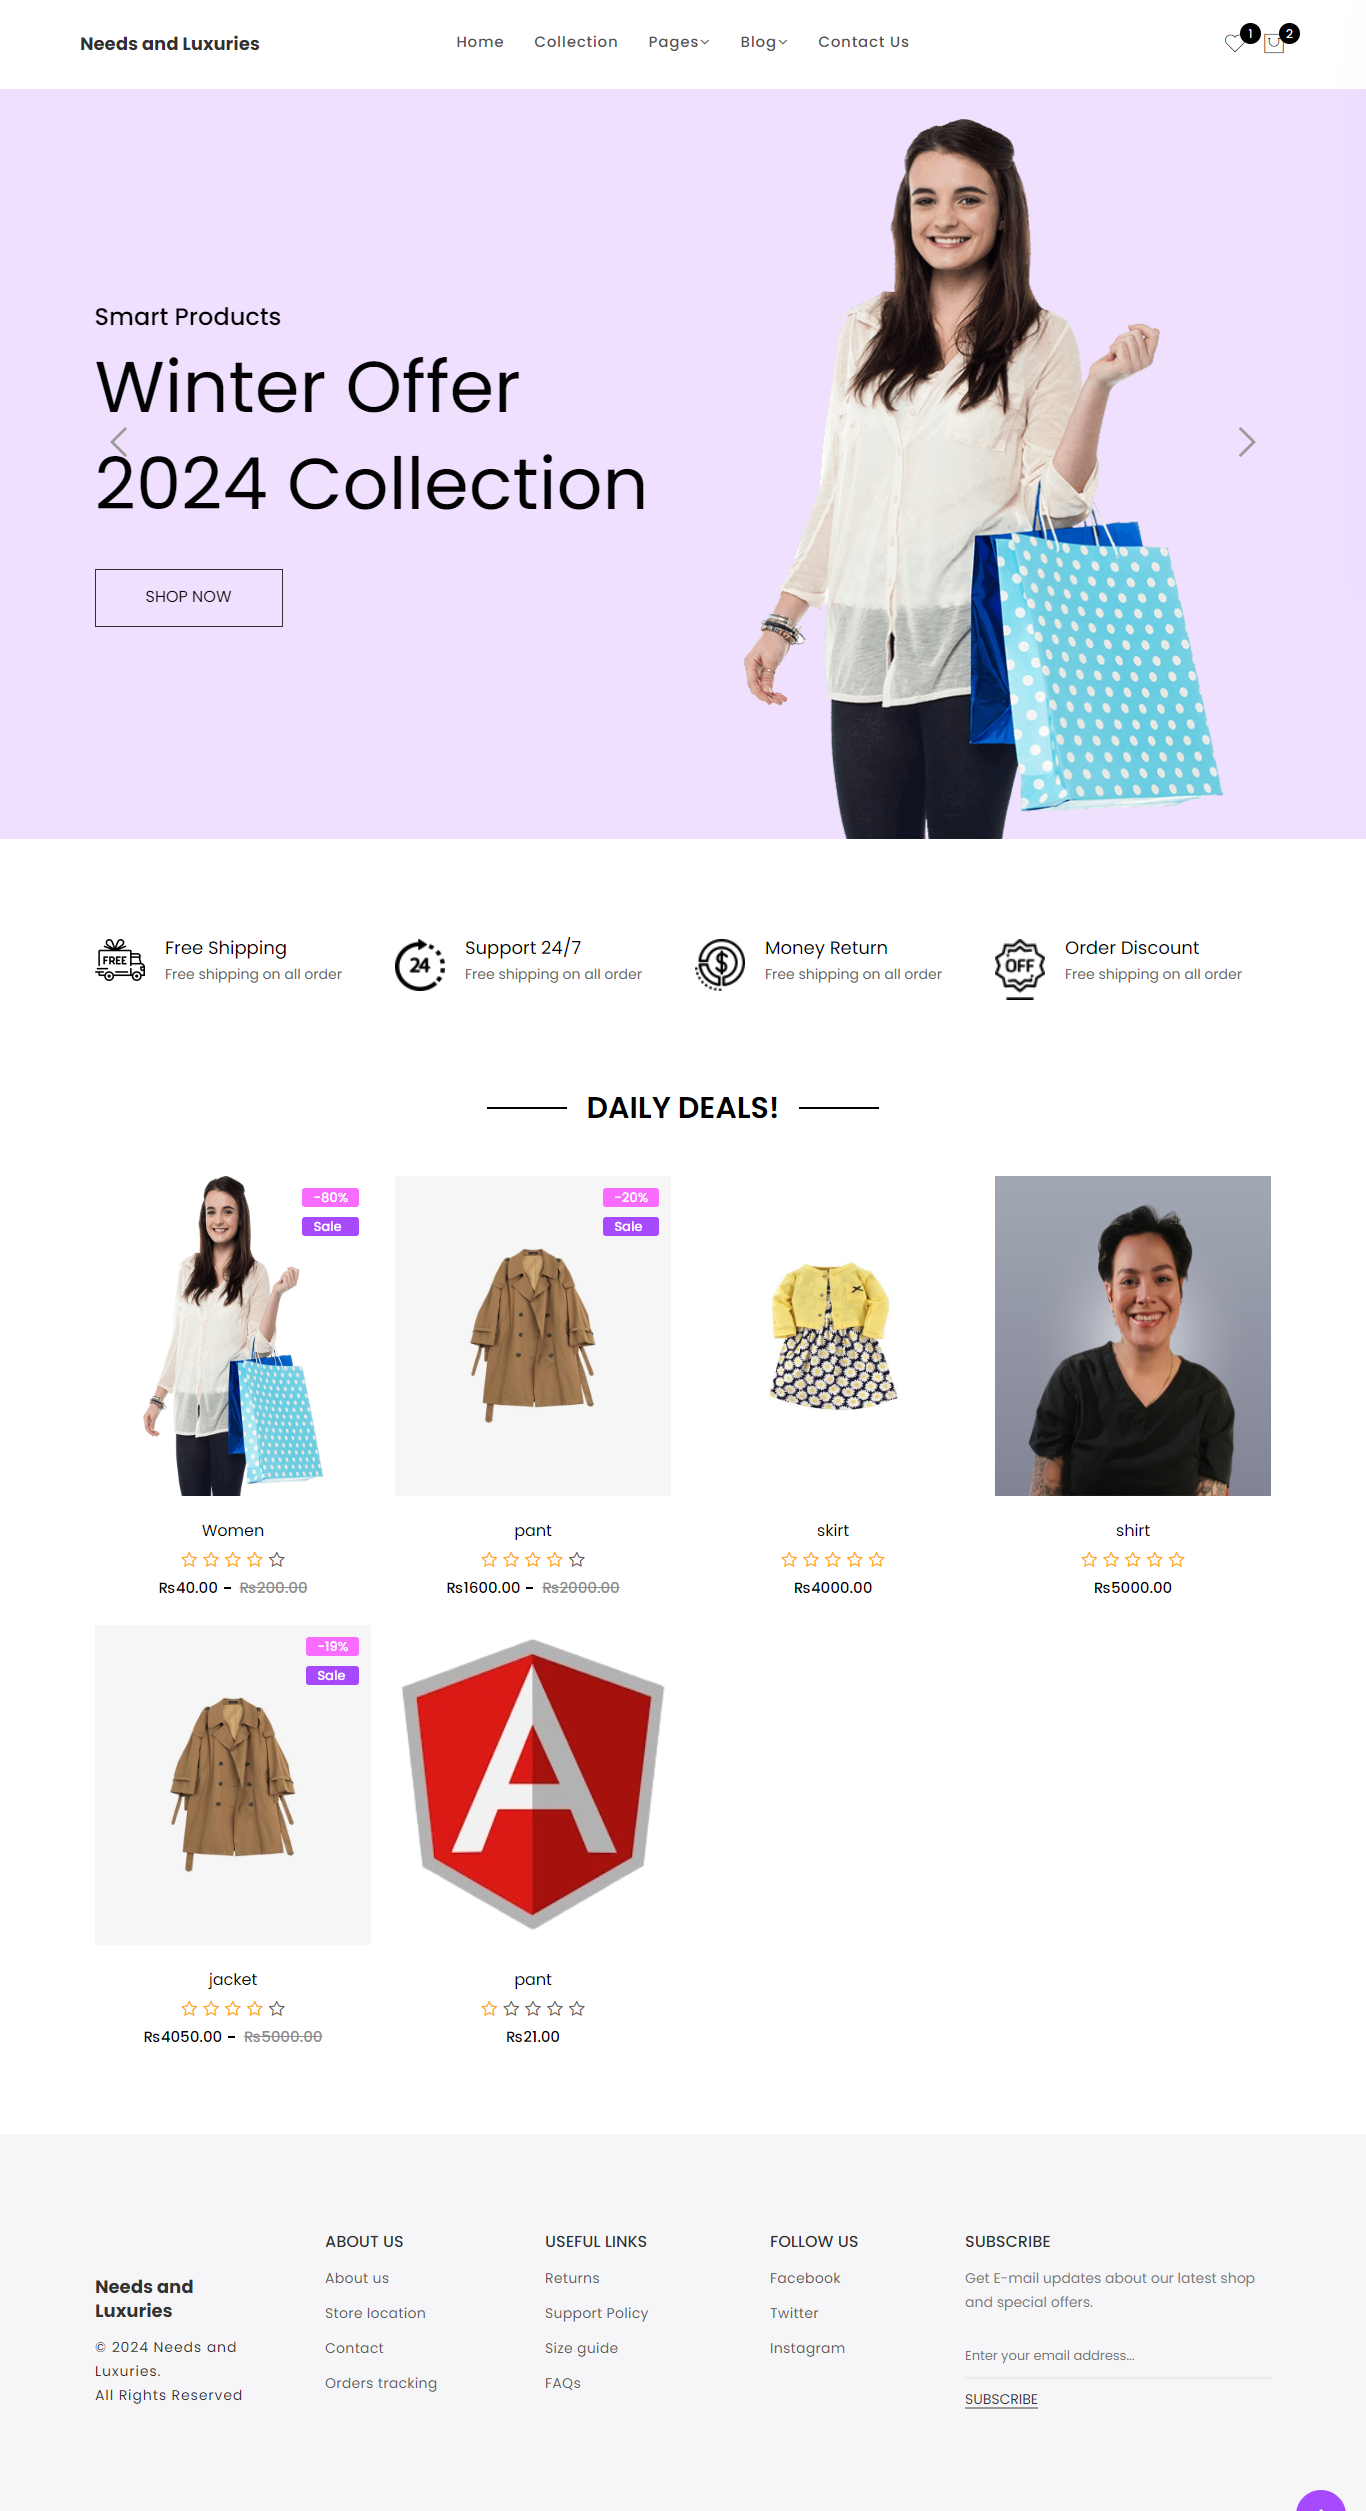 Needs and Luxuries
Home Collection Pages Blog Contact Us
1 2
Smart Products
Winter Offer
2024 Collection
SHOP NOW
FREE
Free Shipping
Free shipping on all order
24
Support 24/7
Free shipping on all order
$
Money Return
Free shipping on all order
OFF
Order Discount
Free shipping on all order
DAILY DEALS!
-80%
Sale
Women
₨40.00 - ₨200.00
-20%
Sale
pant
₨1600.00 - ₨2000.00
skirt
₨4000.00
shirt
₨5000.00
-19%
Sale
jacket
₨4050.00 - ₨5000.00
A
pant
₨21.00
Needs and
Luxuries
© 2024 Needs and
Luxuries.
All Rights Reserved
ABOUT US
About us
Store location
Contact
Orders tracking
USEFUL LINKS
Returns
Support Policy
Size guide
FAQs
FOLLOW US
Facebook
Twitter
Instagram
SUBSCRIBE
Get E-mail updates about our latest shop
and special offers.
Enter your email address...
SUBSCRIBE